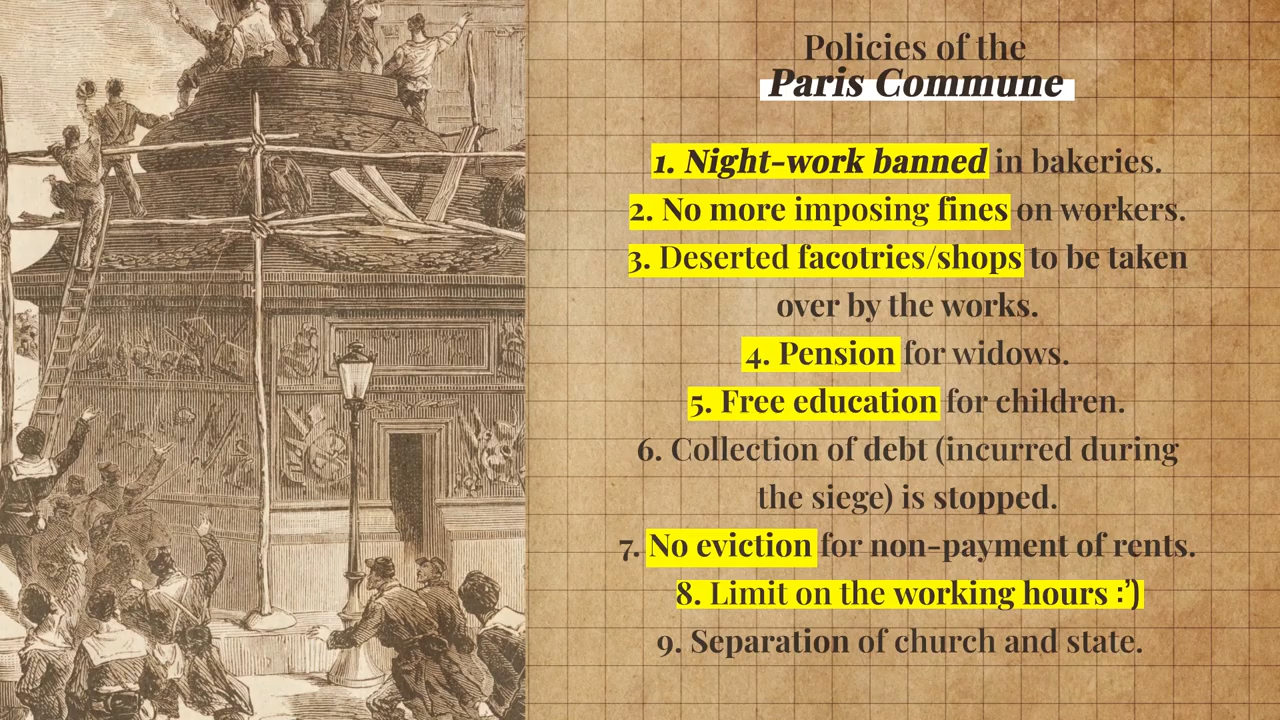 Policies of the
Paris Commune
1. Night-work banned in bakeries.
2. No more imposing fines on workers.
3. Deserted facotries/shops to be taken
over by the works.
4. Pension for widows.
5. Free education for children.
6. Collection of debt (incurred during
the siege) is stopped.
7. No eviction for non-payment of rents.
8. Limit on the working hours :’)
9. Separation of church and state.